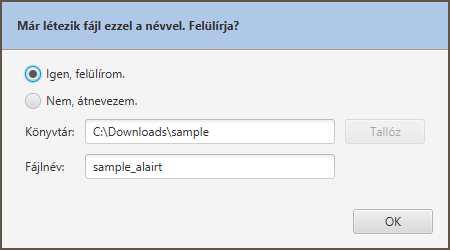 Már létezik fájl ezzel a névvel. Felülírja?
Igen, felülírom.
Nem, átnevezem.
Könyvtár: C:\Downloads\sample Tallóz
Fájlnév: sample_alairt
OK